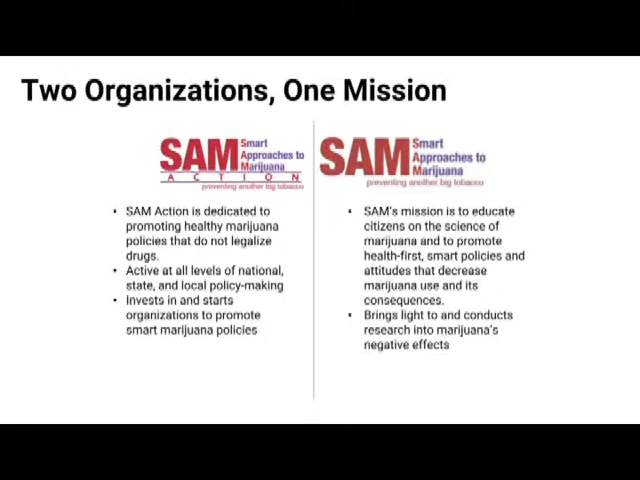 Two Organizations, One Mission
SAM Smart
Approaches to
Marijuana
ACTION
preventing another big tobacco
• SAM Action is dedicated to
promoting healthy marijuana
policies that do not legalize
drugs.
• Active at all levels of national,
state, and local policy-making
• Invests in and starts
organizations to promote
smart marijuana policies
SAM Smart
Approaches to
Marijuana
preventing another big tobacco
• SAM's mission is to educate
citizens on the science of
marijuana and to promote
health-first, smart policies and
attitudes that decrease
marijuana use and its
consequences.
• Brings light to and conducts
research into marijuana's
negative effects